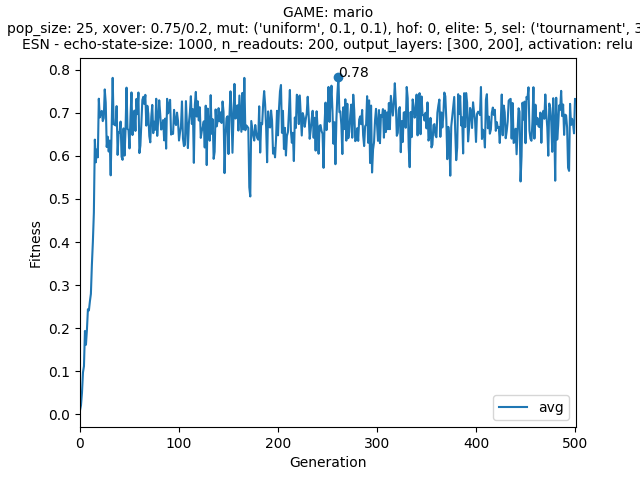 GAME: mario
pop_size: 25, xover: 0.75/0.2, mut: ('uniform', 0.1, 0.1), hof: 0, elite: 5, sel: ('tournament', 3
ESN - echo-state-size: 1000, n_readouts: 200, output_layers: [300, 200], activation: relu
0.78
0.8
0.7
0.6
0.5
0.4
0.3
0.2
0.1
0.0
Fitness
avg
0 100 200 300 400 500
Generation